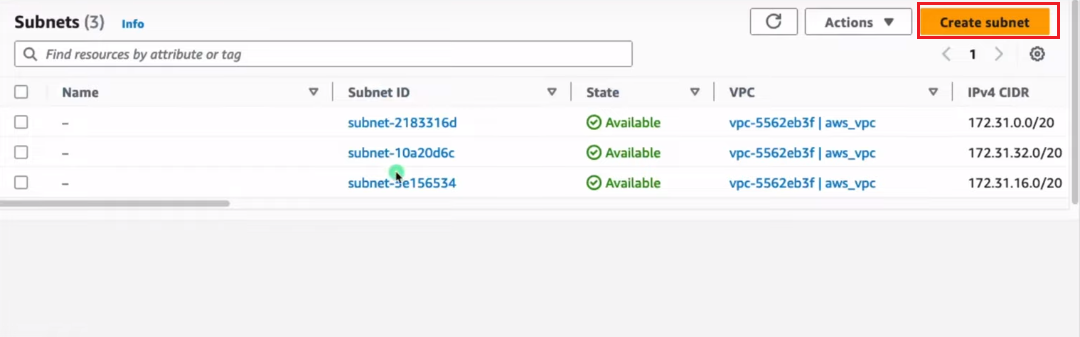 Subnets (3) Info
Actions
Create subnet
Find resources by attribute or tag
1
Name Subnet ID State VPC IPv4 CIDR
– subnet-2183316d Available vpc-5562eb3f | aws_vpc 172.31.0.0/20
– subnet-10a20d6c Available vpc-5562eb3f | aws_vpc 172.31.32.0/20
– subnet-3e156534 Available vpc-5562eb3f | aws_vpc 172.31.16.0/20